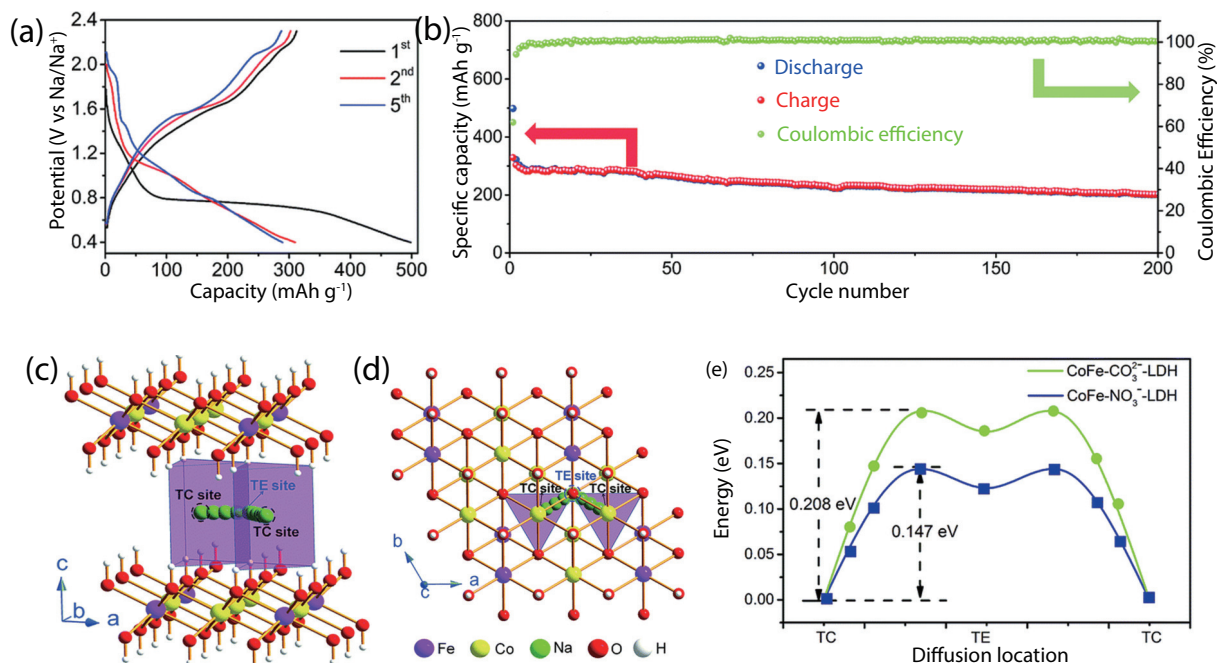 (a)
2.4
2.0
1.6
1.2
0.8
0.4
Potential (V vs Na/Na⁺)
1ˢᵗ
2ⁿᵈ
5ᵗʰ
0 100 200 300 400 500
Capacity (mAh g⁻¹)
(b)
800
600
400
200
0
Specific capacity (mAh g⁻¹)
Discharge
Charge
Coulombic efficiency
100
80
60
40
20
0
Coulombic Efficiency (%)
0 50 100 150 200
Cycle number
(c)
TC site
TE site
TC site
c
b a
(d)
TE site
TC site TC site
b
a
c
Fe Co Na O H
(e)
0.25
0.20
0.15
0.10
0.05
0.00
Energy (eV)
CoFe-CO₃²⁻-LDH
CoFe-NO₃⁻-LDH
0.208 eV
0.147 eV
TC TE TC
Diffusion location